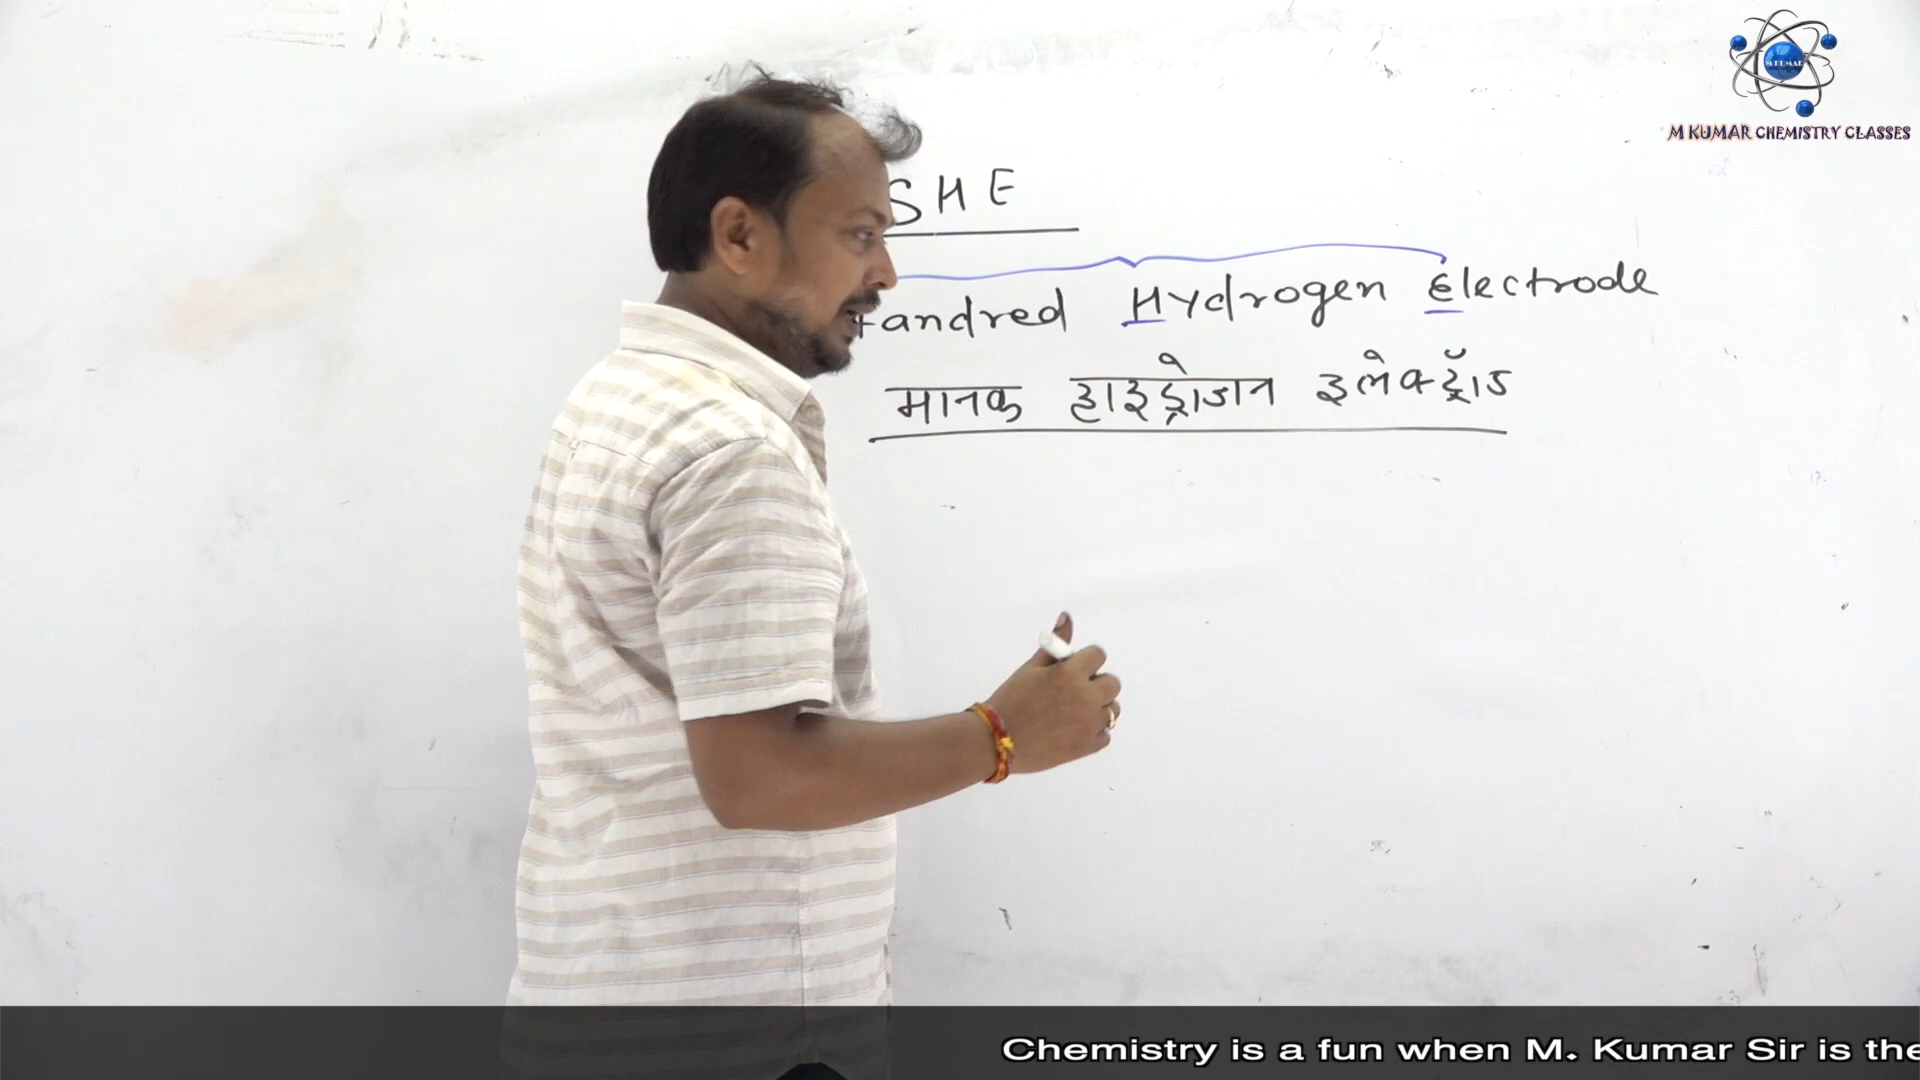 M KUMAR
M KUMAR CHEMISTRY CLASSES
SHE
tandred Hydrogen Electrode
मानक हाइड्रोजन इलेक्ट्रॉड
Chemistry is a fun when M. Kumar Sir is the